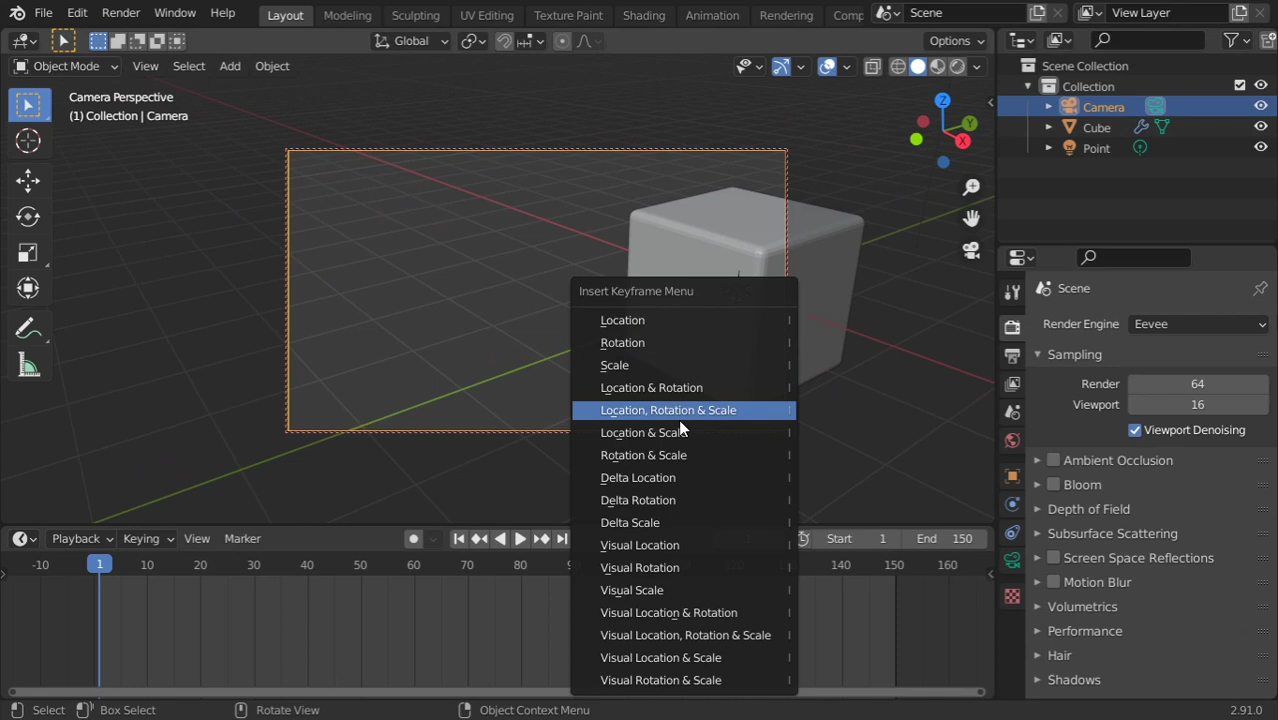 File Edit Render Window Help Layout Modeling Sculpting UV Editing Texture Paint Shading Animation Rendering Comp Scene View Layer
Global Options
Object Mode View Select Add Object
Camera Perspective
(1) Collection | Camera
Z
Y
X
Scene Collection
Collection
Camera
Cube
Point
Scene
Render Engine Eevee
Sampling
Render 64
Viewport 16
Viewport Denoising
Ambient Occlusion
Bloom
Depth of Field
Subsurface Scattering
Screen Space Reflections
Motion Blur
Volumetrics
Performance
Hair
Shadows
Insert Keyframe Menu
Location I
Rotation I
Scale I
Location & Rotation I
Location, Rotation & Scale I
Location & Scale I
Rotation & Scale I
Delta Location I
Delta Rotation I
Delta Scale I
Visual Location I
Visual Rotation I
Visual Scale I
Visual Location & Rotation I
Visual Location, Rotation & Scale I
Visual Location & Scale I
Visual Rotation & Scale I
Playback Keying View Marker Start 1 End 150
-10 1 10 20 30 40 50 60 70 80 140 150 160
Select Box Select Rotate View Object Context Menu 2.91.0